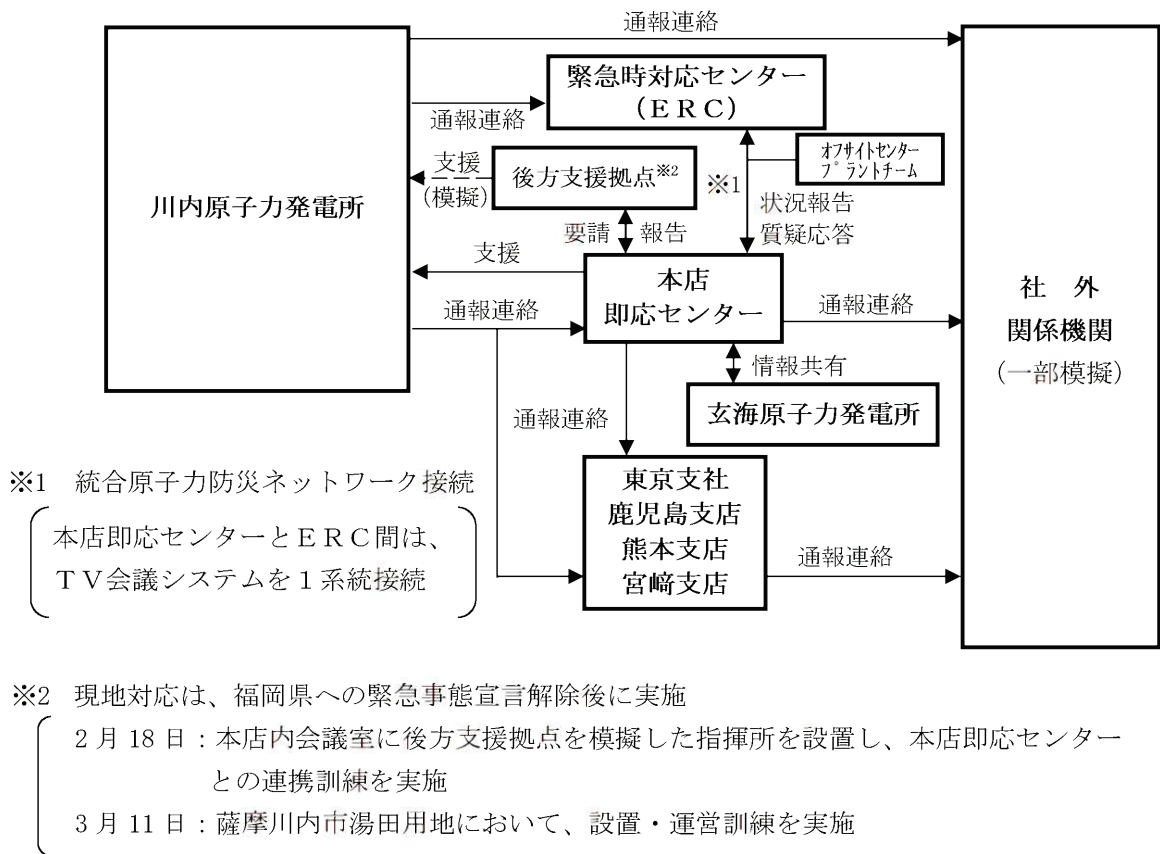 通報連絡
川内原子力発電所
緊急時対応センター
（ＥＲＣ）
通報連絡
オフサイトセンター
プラントチーム
支援
（模擬）
後方支援拠点※2
※1
状況報告
質疑応答
要請
報告
支援
本店
即応センター
通報連絡
通報連絡
社　外
関係機関
（一部模擬）
情報共有
玄海原子力発電所
通報連絡
東京支社
鹿児島支店
熊本支店
宮﨑支店
通報連絡
※1　統合原子力防災ネットワーク接続
本店即応センターとＥＲＣ間は、
ＴＶ会議システムを１系統接続
※2　現地対応は、福岡県への緊急事態宣言解除後に実施
2 月 18 日：本店内会議室に後方支援拠点を模擬した指揮所を設置し、本店即応センター
との連携訓練を実施
3 月 11 日：薩摩川内市湯田用地において、設置・運営訓練を実施